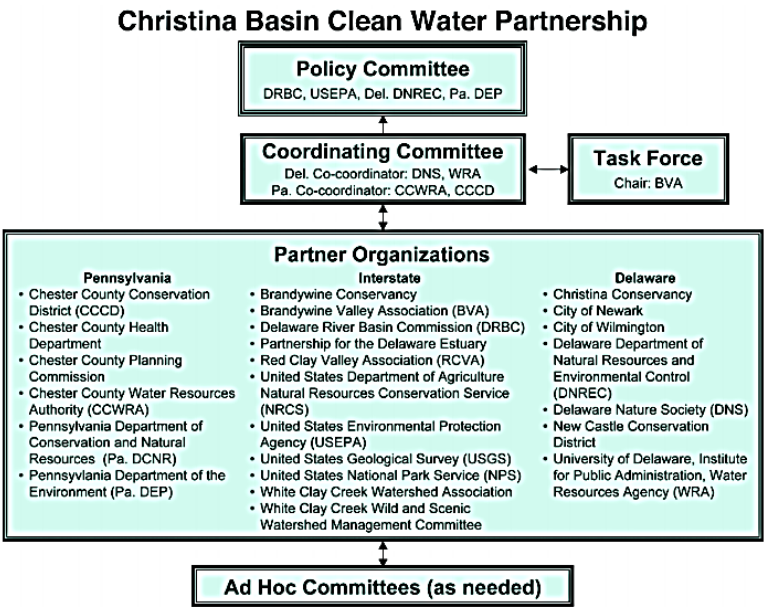 Christina Basin Clean Water Partnership
Policy Committee
DRBC, USEPA, Del. DNREC, Pa. DEP
Coordinating Committee
Del. Co-coordinator: DNS, WRA
Pa. Co-coordinator: CCWRA, CCCD
Task Force
Chair: BVA
Partner Organizations
Pennsylvania
• Chester County Conservation
District (CCCD)
• Chester County Health
Department
• Chester County Planning
Commission
• Chester County Water Resources
Authority (CCWRA)
• Pennsylvania Department of
Conservation and Natural
Resources (Pa. DCNR)
• Pennsyvlania Department of the
Environment (Pa. DEP)
Interstate
• Brandywine Conservancy
• Brandywine Valley Association (BVA)
• Delaware River Basin Commission (DRBC)
• Partnership for the Delaware Estuary
• Red Clay Valley Association (RCVA)
• United States Department of Agriculture
Natural Resources Conservation Service
(NRCS)
• United States Environmental Protection
Agency (USEPA)
• United States Geological Survey (USGS)
• United States National Park Service (NPS)
• White Clay Creek Watershed Association
• White Clay Creek Wild and Scenic
Watershed Management Committee
Delaware
• Christina Conservancy
• City of Newark
• City of Wilmington
• Delaware Department of
Natural Resources and
Environmental Control
(DNREC)
• Delaware Nature Society (DNS)
• New Castle Conservation
District
• University of Delaware, Institute
for Public Administration, Water
Resources Agency (WRA)
Ad Hoc Committees (as needed)